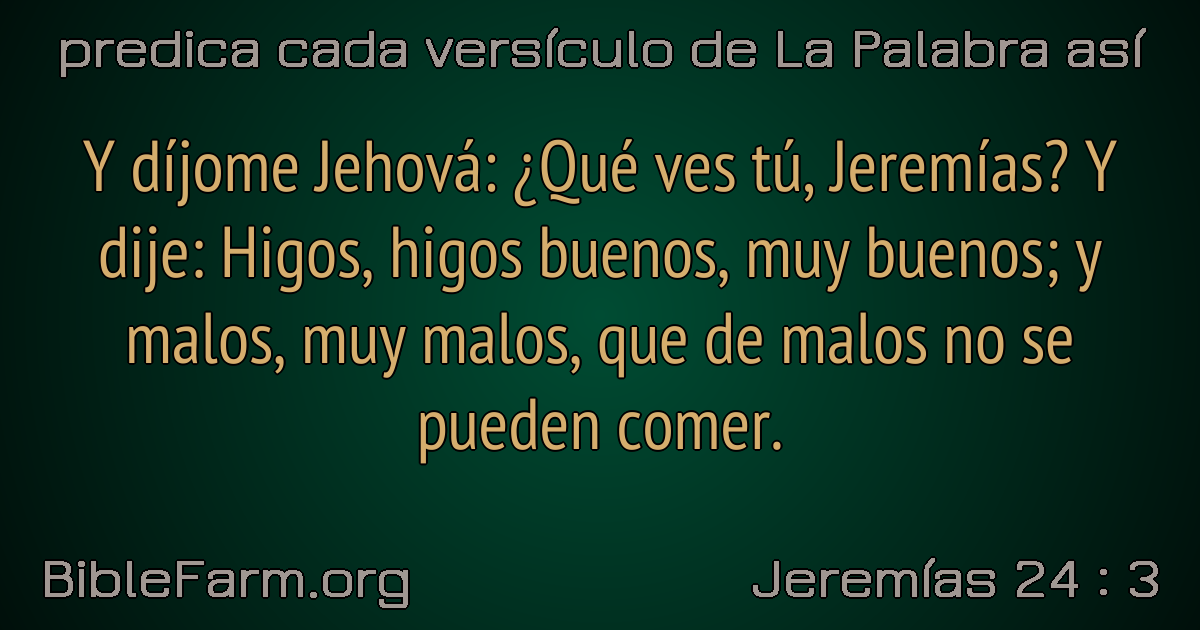 predica cada versículo de La Palabra así
Y díjome Jehová: ¿Qué ves tú, Jeremías? Y
dije: Higos, higos buenos, muy buenos; y
malos, muy malos, que de malos no se
pueden comer.
BibleFarm.org
Jeremías 24 : 3